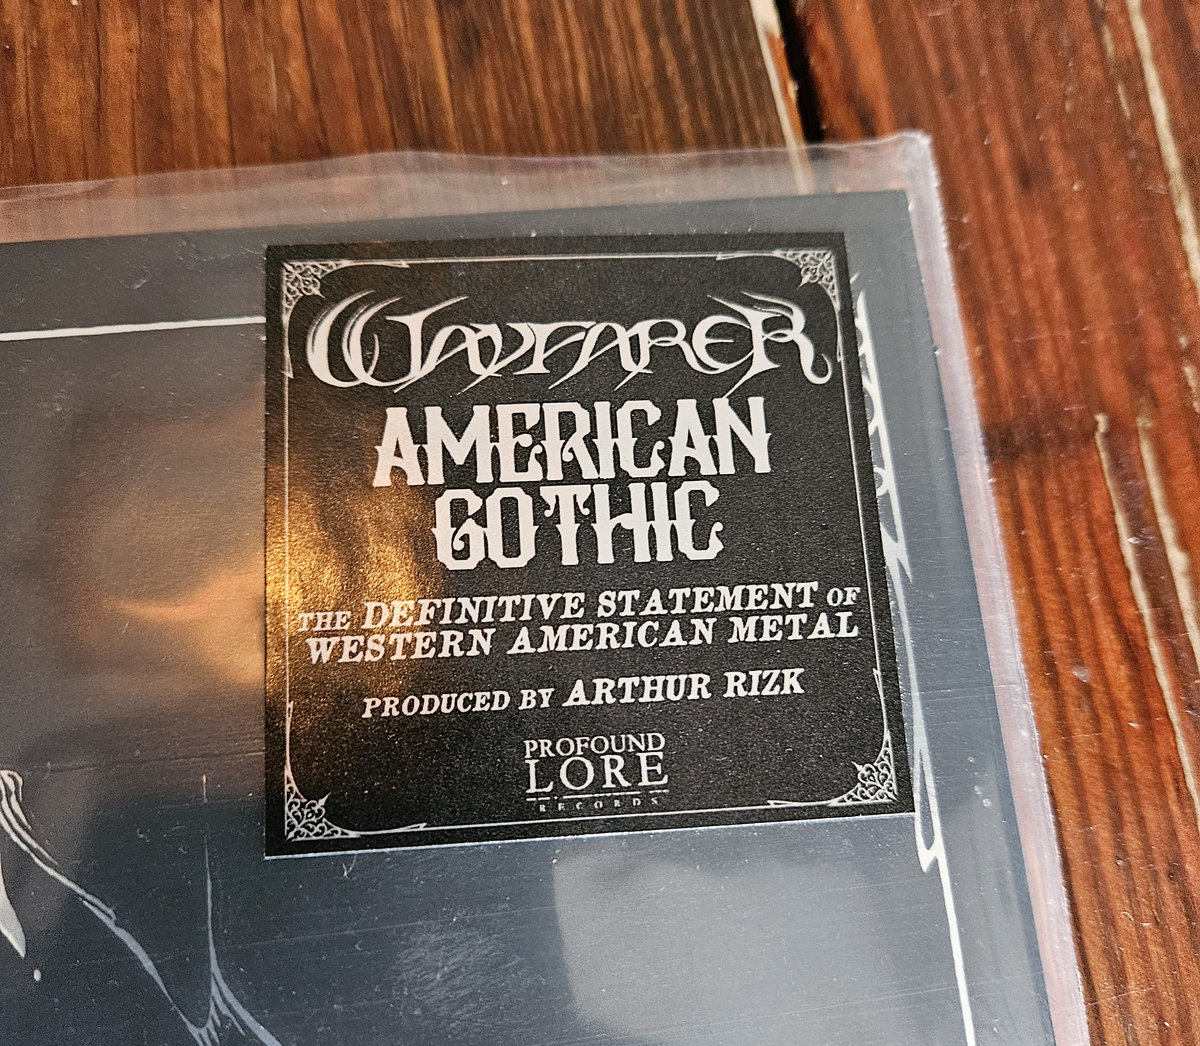 WAYFARER
AMERICAN
GOTHIC
THE DEFINITIVE STATEMENT OF
WESTERN AMERICAN METAL
PRODUCED BY ARTHUR RIZK
PROFOUND
LORE
RECORDS